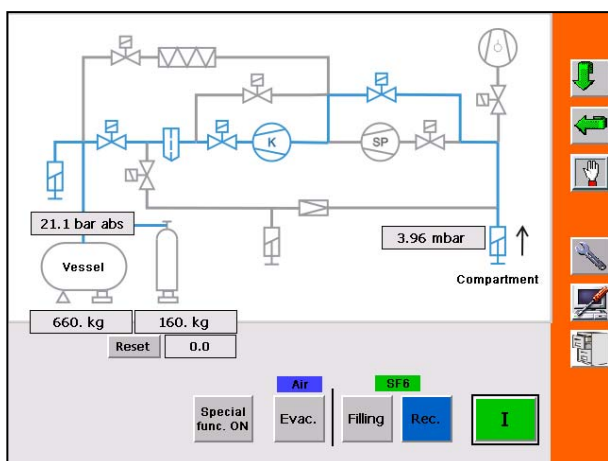 K
SP
21.1 bar abs
3.96 mbar
Vessel
Compartment
660. kg
160. kg
Reset
0.0
Air
SF6
Special
func. ON
Evac.
Filling
Rec.
I